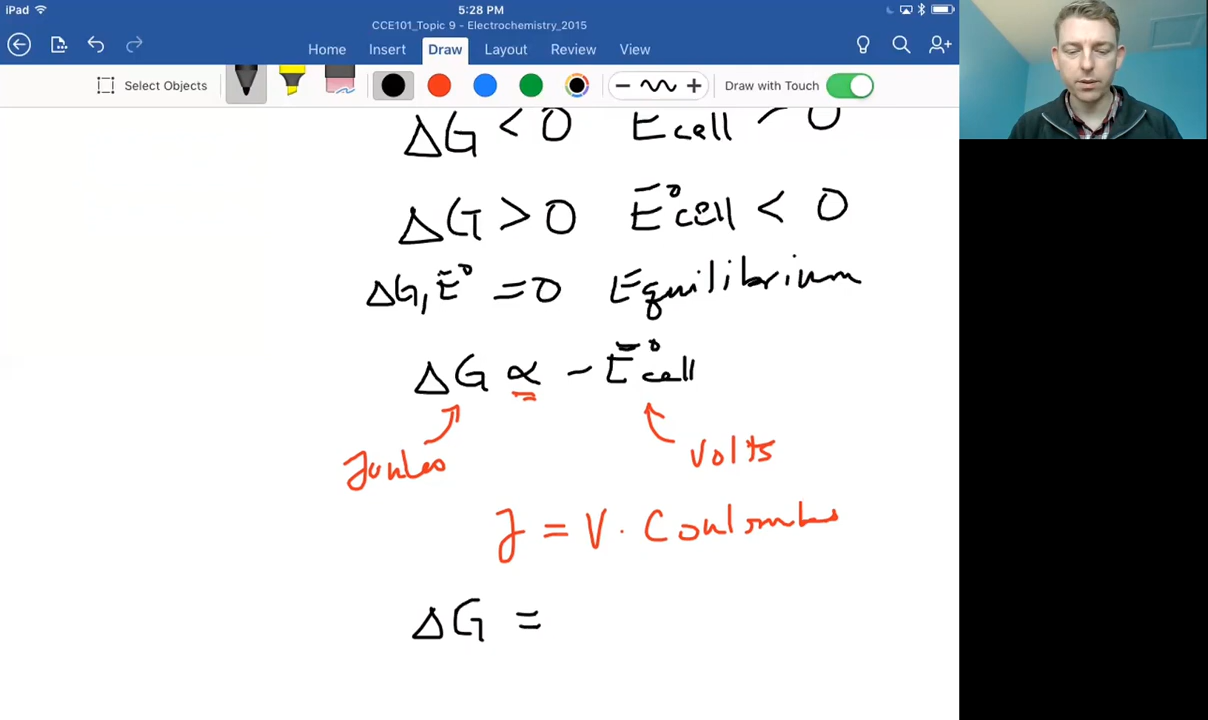 iPad 5:28 PM
CCE101_Topic 9 - Electrochemistry_2015
Home Insert Draw Layout Review View
Select Objects Draw with Touch
ΔG < 0 Ecell > 0
ΔG > 0 E°cell < 0
ΔG, E° = 0 Equilibrium
ΔG α - E°cell
Joules Volts
J = V · Coulombs
ΔG =